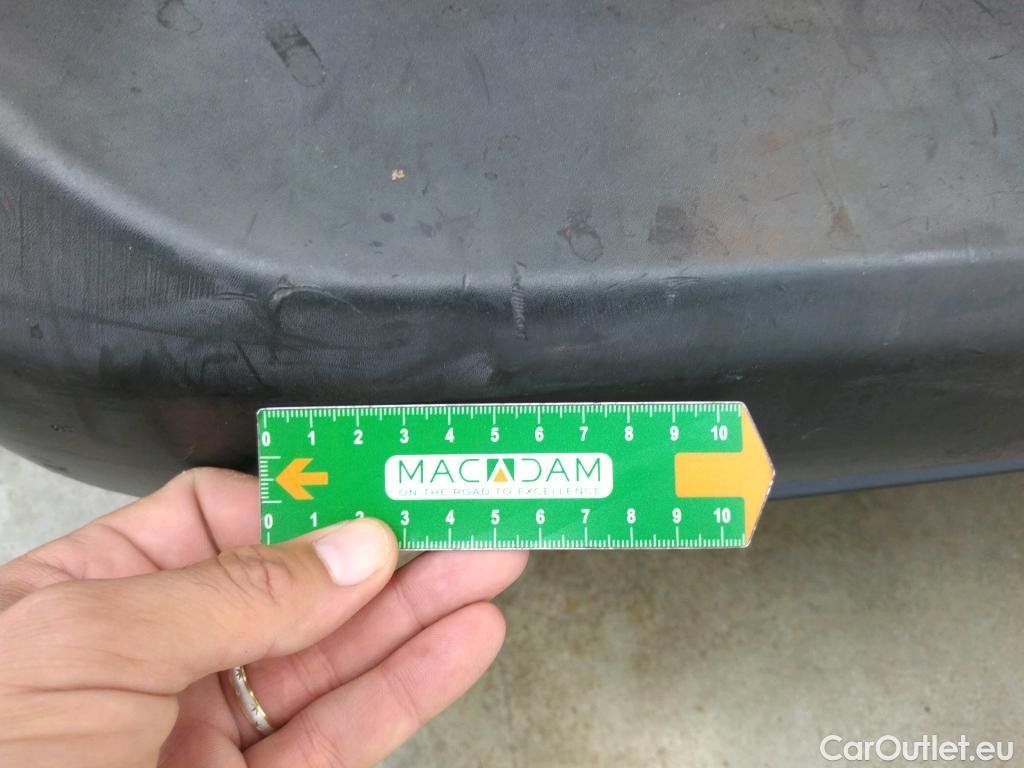 0 1 2 3 4 5 6 7 8 9 10
MACADAM
ON THE ROAD TO EXCELLENCE
0 1 2 3 4 5 6 7 8 9 10
CarOutlet.eu